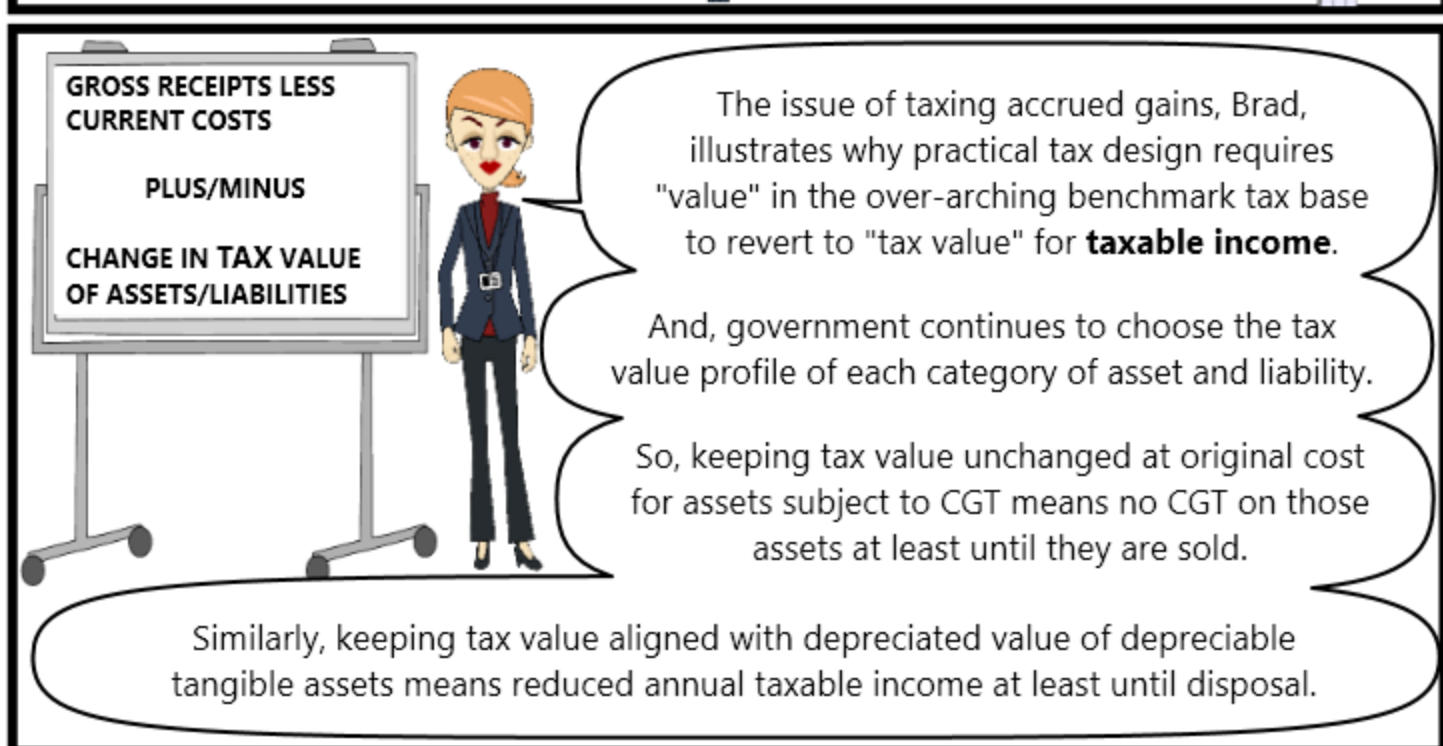 GROSS RECEIPTS LESS
CURRENT COSTS
PLUS/MINUS
CHANGE IN TAX VALUE
OF ASSETS/LIABILITIES
The issue of taxing accrued gains, Brad,
illustrates why practical tax design requires
"value" in the over-arching benchmark tax base
to revert to "tax value" for taxable income.
And, government continues to choose the tax
value profile of each category of asset and liability.
So, keeping tax value unchanged at original cost
for assets subject to CGT means no CGT on those
assets at least until they are sold.
Similarly, keeping tax value aligned with depreciated value of depreciable
tangible assets means reduced annual taxable income at least until disposal.